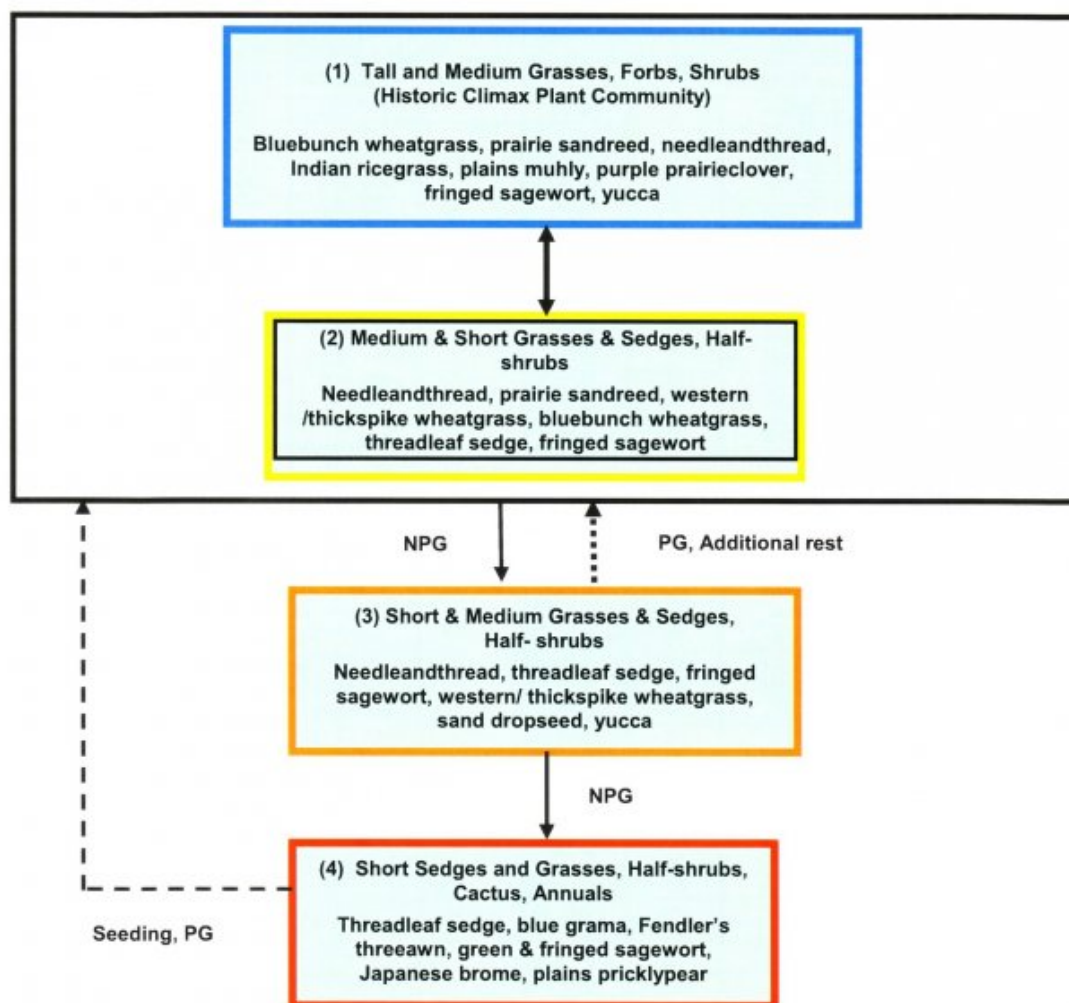 (1) Tall and Medium Grasses, Forbs, Shrubs
(Historic Climax Plant Community)
Bluebunch wheatgrass, prairie sandreed, needleandthread,
Indian ricegrass, plains muhly, purple prairieclover,
fringed sagewort, yucca
(2) Medium & Short Grasses & Sedges, Half-
shrubs
Needleandthread, prairie sandreed, western
/thickspike wheatgrass, bluebunch wheatgrass,
threadleaf sedge, fringed sagewort
NPG
PG, Additional rest
(3) Short & Medium Grasses & Sedges,
Half- shrubs
Needleandthread, threadleaf sedge, fringed
sagewort, western/ thickspike wheatgrass,
sand dropseed, yucca
NPG
(4) Short Sedges and Grasses, Half-shrubs,
Cactus, Annuals
Threadleaf sedge, blue grama, Fendler's
threeawn, green & fringed sagewort,
Japanese brome, plains pricklypear
Seeding, PG